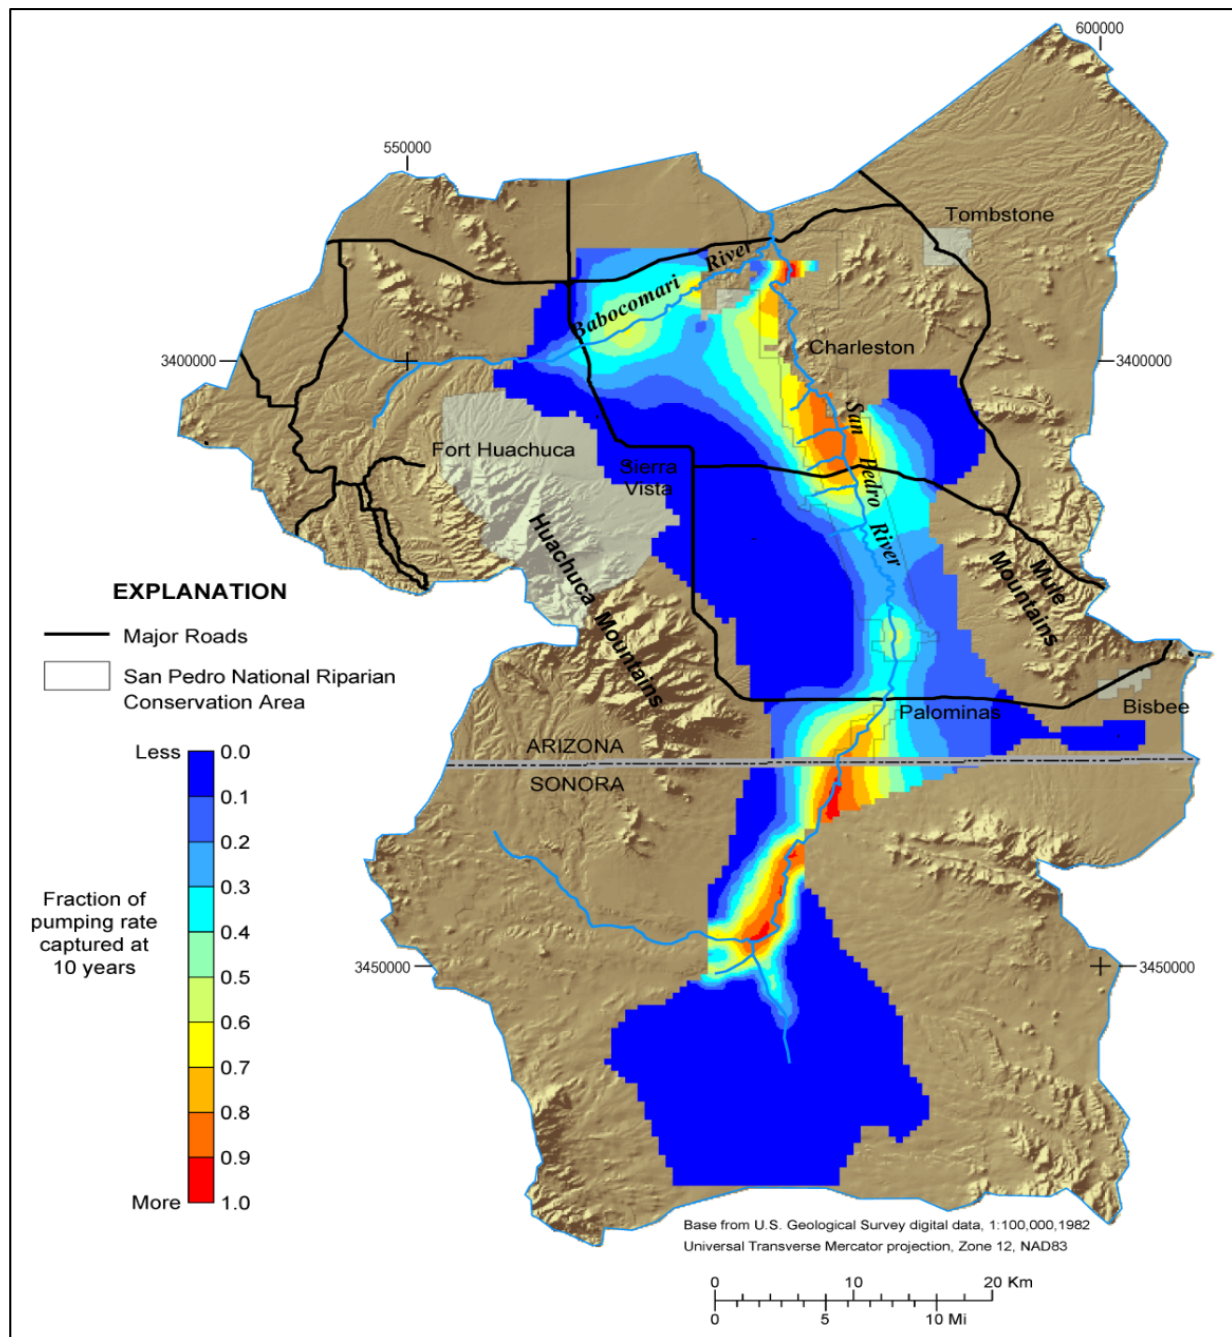 600000
550000
Tombstone
Babocomari River
3400000
Charleston
3400000
San Pedro River
Fort Huachuca
Sierra
Vista
Huachuca Mountains
Mule
Mountains
EXPLANATION
Major Roads
San Pedro National Riparian
Conservation Area
Palominas
Bisbee
ARIZONA
SONORA
Less
0.0
0.1
0.2
0.3
0.4
0.5
0.6
0.7
0.8
0.9
More
1.0
Fraction of
pumping rate
captured at
10 years
3450000
3450000
Base from U.S. Geological Survey digital data, 1:100,000,1982
Universal Transverse Mercator projection, Zone 12, NAD83
0 10 20 Km
0 5 10 Mi